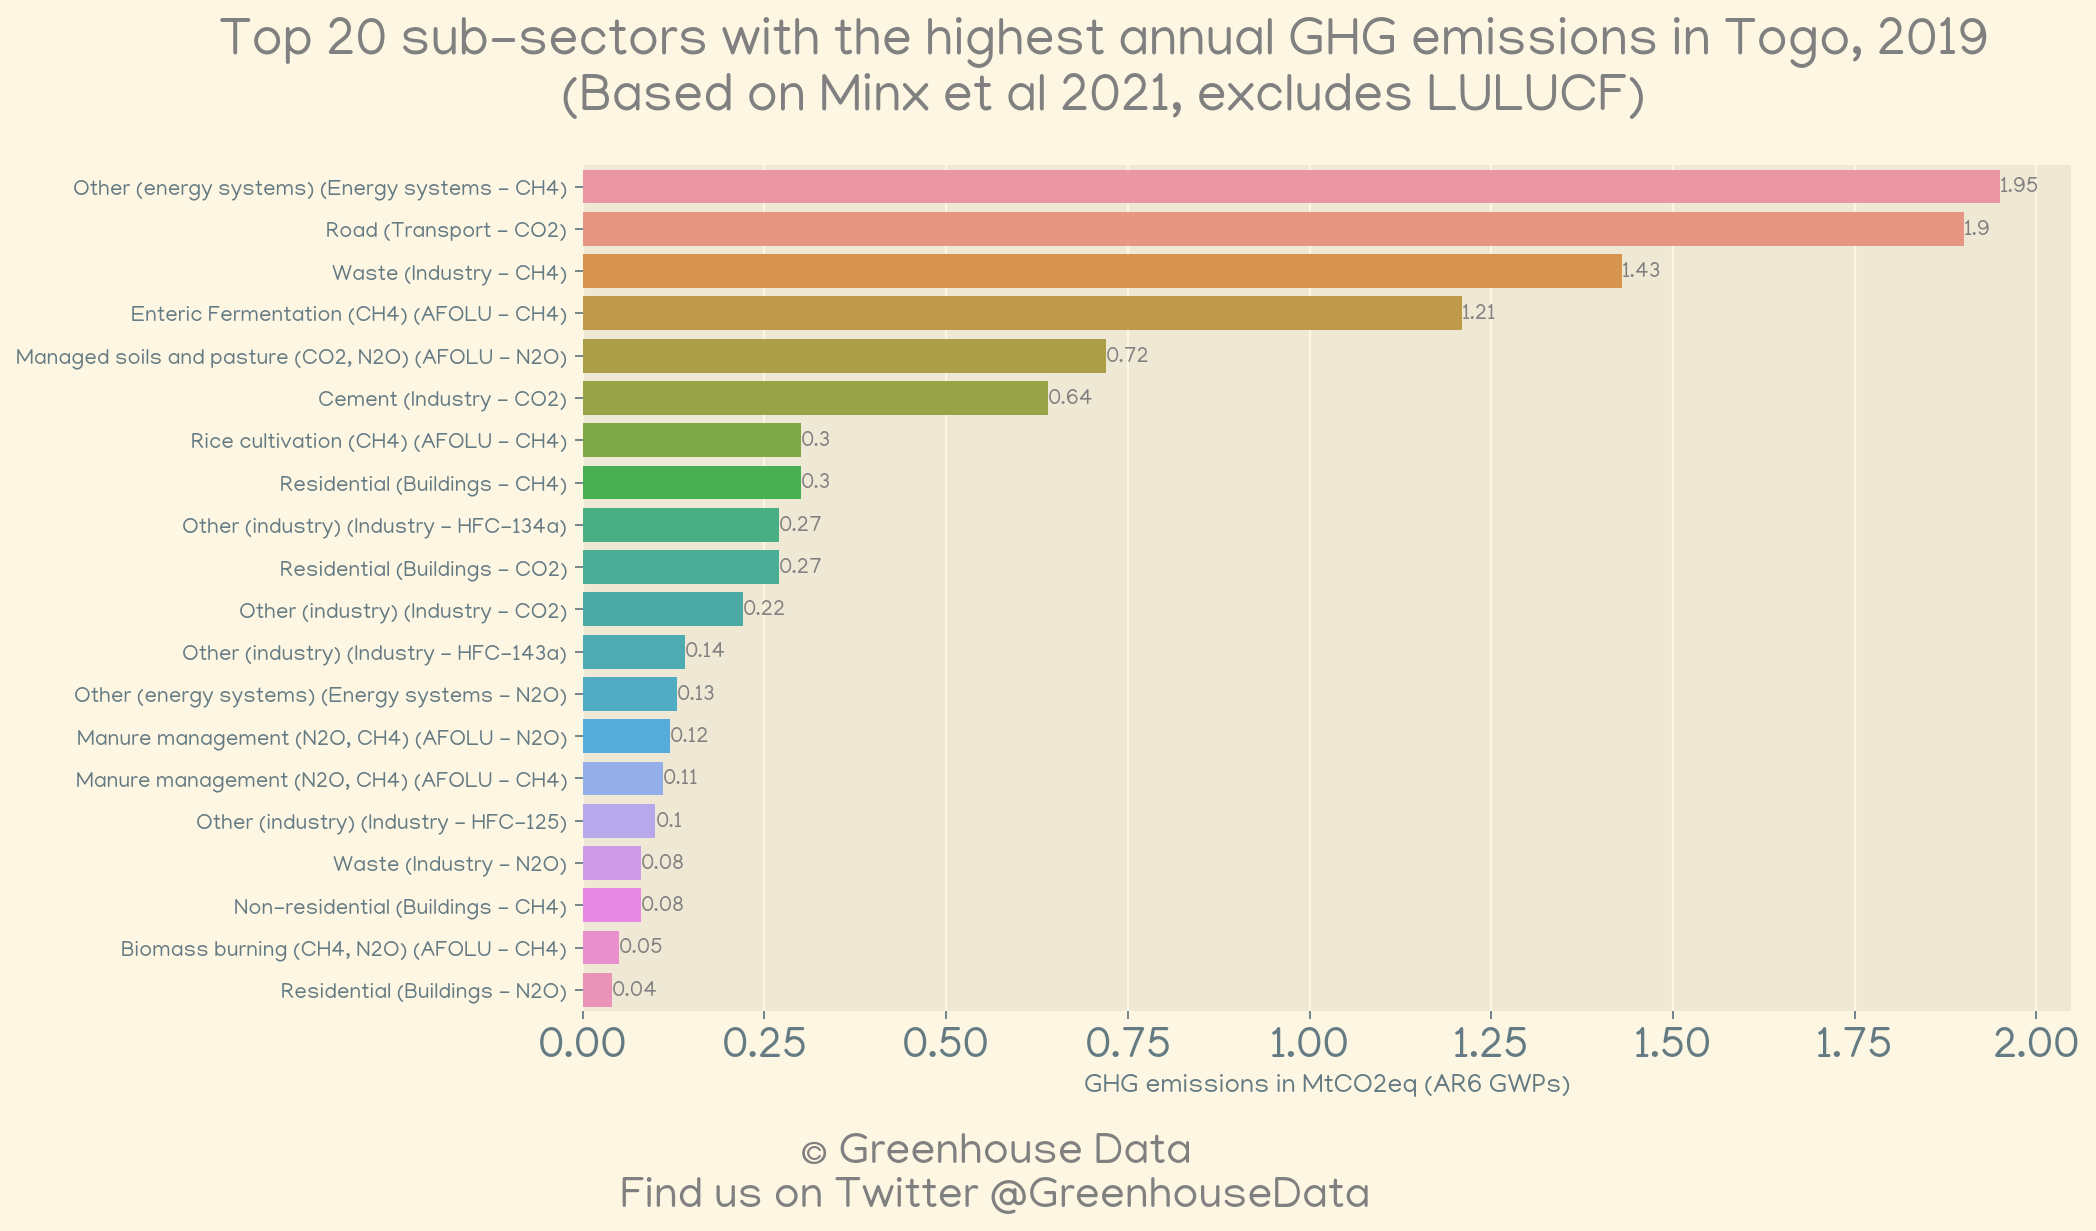 Top 20 sub-sectors with the highest annual GHG emissions in Togo, 2019
(Based on Minx et al 2021, excludes LULUCF)
Other (energy systems) (Energy systems - CH4) 1.95
Road (Transport - CO2) 1.9
Waste (Industry - CH4) 1.43
Enteric Fermentation (CH4) (AFOLU - CH4) 1.21
Managed soils and pasture (CO2, N2O) (AFOLU - N2O) 0.72
Cement (Industry - CO2) 0.64
Rice cultivation (CH4) (AFOLU - CH4) 0.3
Residential (Buildings - CH4) 0.3
Other (industry) (Industry - HFC-134a) 0.27
Residential (Buildings - CO2) 0.27
Other (industry) (Industry - CO2) 0.22
Other (industry) (Industry - HFC-143a) 0.14
Other (energy systems) (Energy systems - N2O) 0.13
Manure management (N2O, CH4) (AFOLU - N2O) 0.12
Manure management (N2O, CH4) (AFOLU - CH4) 0.11
Other (industry) (Industry - HFC-125) 0.1
Waste (Industry - N2O) 0.08
Non-residential (Buildings - CH4) 0.08
Biomass burning (CH4, N2O) (AFOLU - CH4) 0.05
Residential (Buildings - N2O) 0.04
0.00 0.25 0.50 0.75 1.00 1.25 1.50 1.75 2.00
GHG emissions in MtCO2eq (AR6 GWPs)
© Greenhouse Data
Find us on Twitter @GreenhouseData